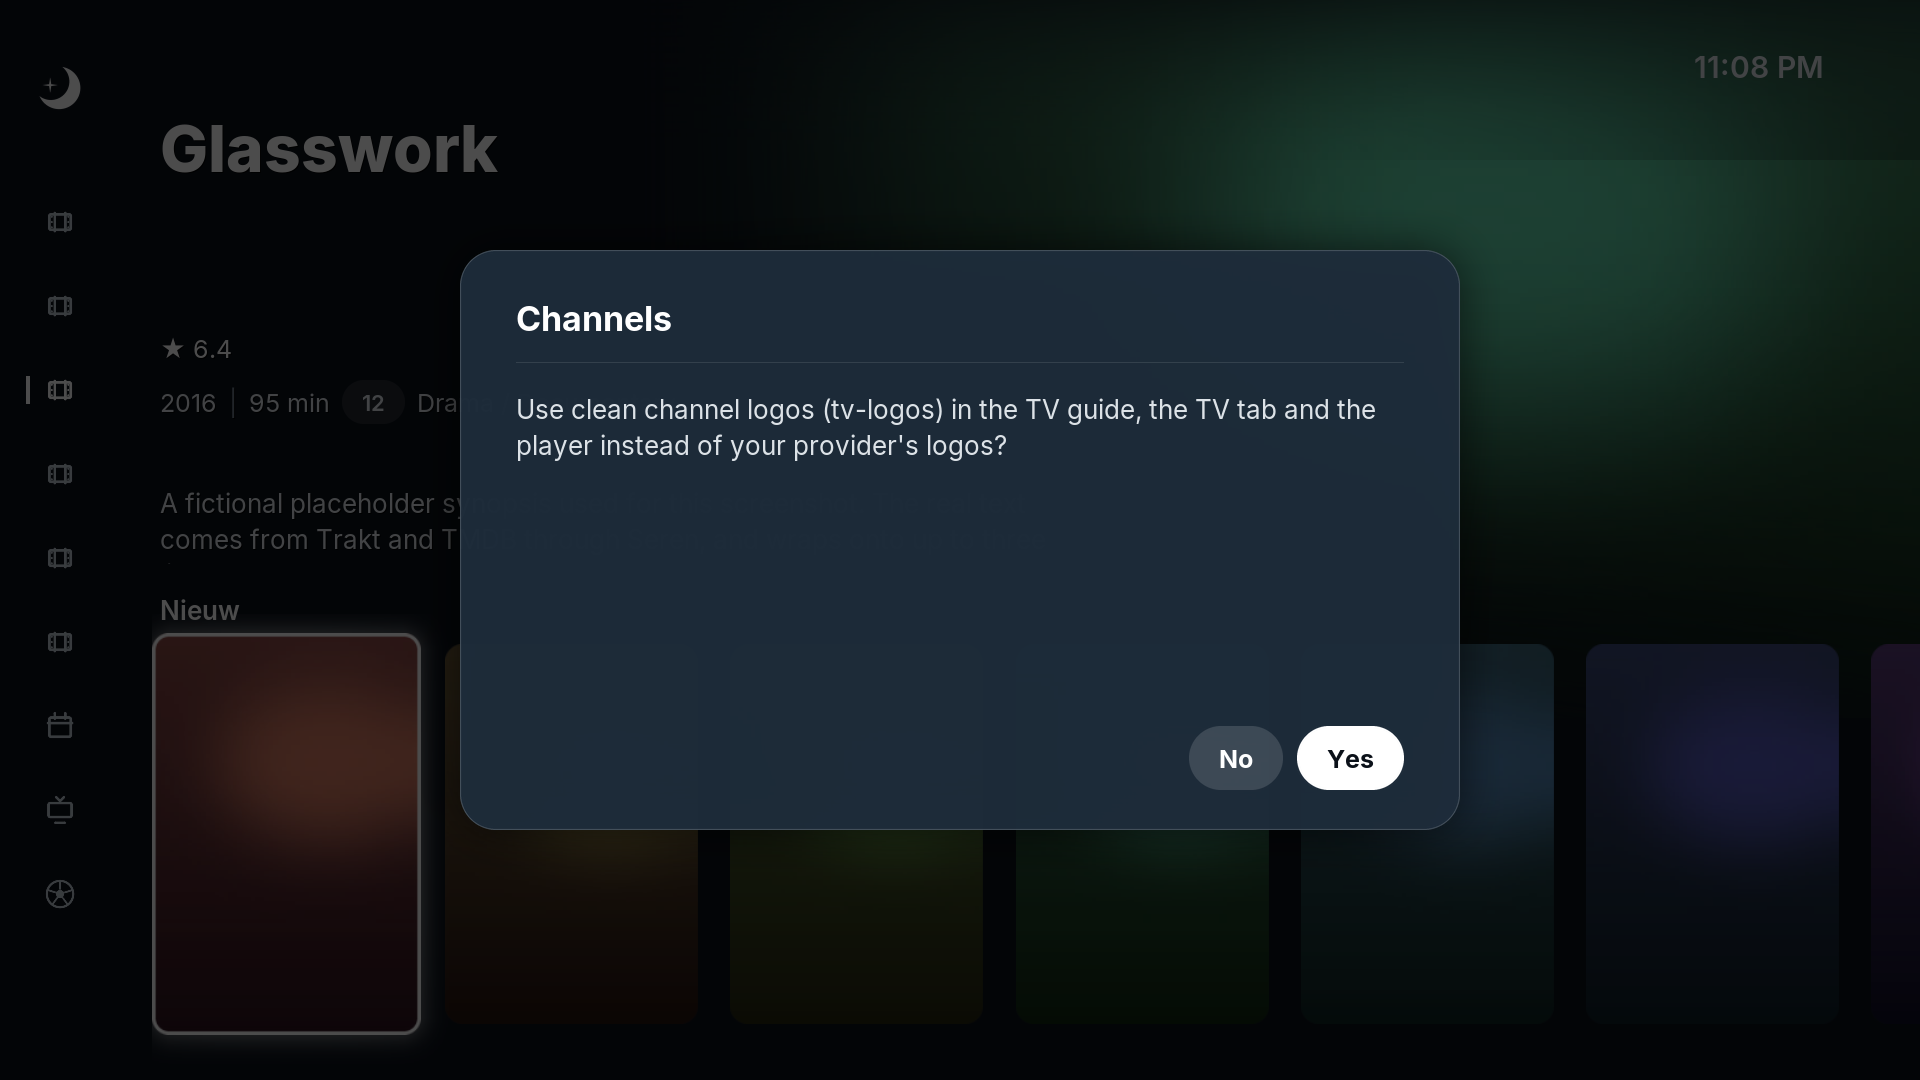 11:08 PM
Glasswork
★ 6.4
2016 | 95 min 12
A fictional placeholder
comes from Trakt and
Nieuw
Channels
Use clean channel logos (tv-logos) in the TV guide, the TV tab and the
player instead of your provider's logos?
No
Yes